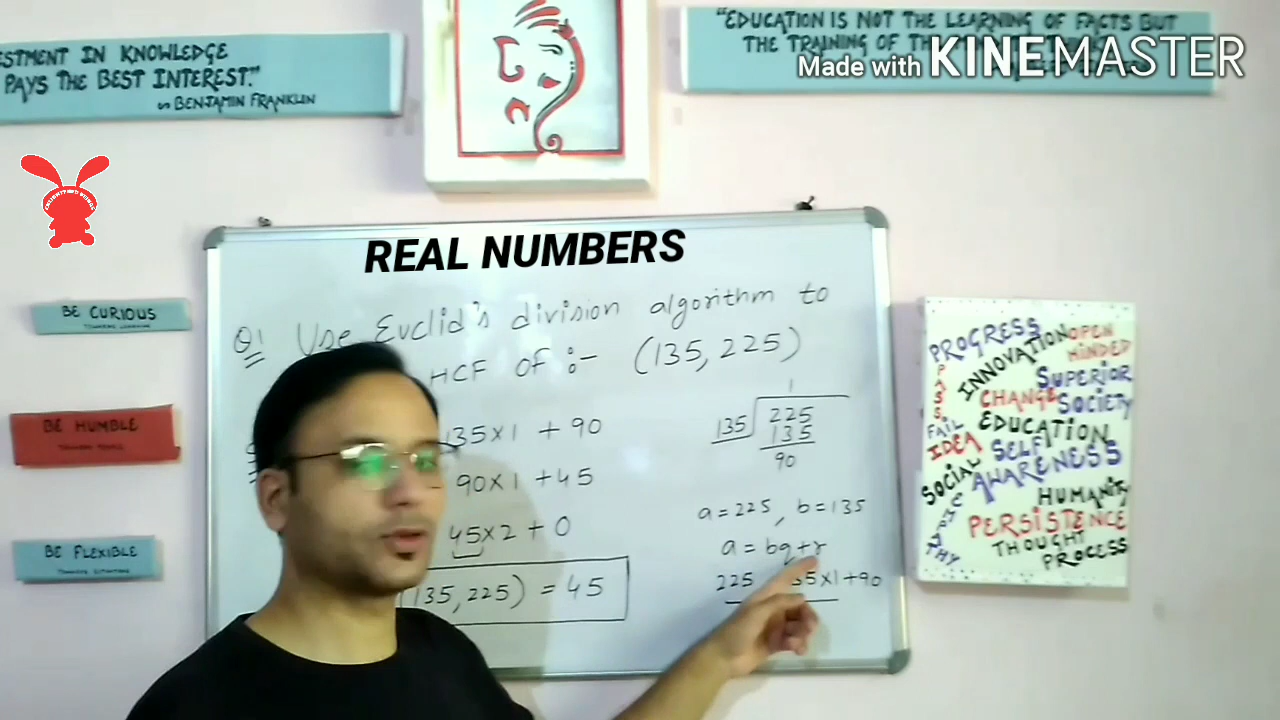 ESTMENT IN KNOWLEDGE
PAYS THE BEST INTEREST."
BENJAMIN FRANKLIN
"EDUCATION IS NOT THE LEARNING OF FACTS BUT
THE TRAINING OF TH
Made with KINEMASTER
REAL NUMBERS
Q1 Use Euclid's division algorithm to
HCF OF :- (135,225)
135×1 + 90
90×1 +45
45×2 + 0
(135,225) = 45
1
135 225
135
90
a=225, b=135
a = bq+r
225 35×1+90
BE CURIOUS
BE HUMBLE
BE FLEXIBLE
PROGRESS
INNOVATION
OPEN
MINDED
PASS
FAIL
SUPERIOR
CHANGE
SOCIETY
EDUCATION
IDEA
SELF
AWARENESS
SOCIAL
HUMANITY
PERSISTENCE
THOUGHT
PROCESS